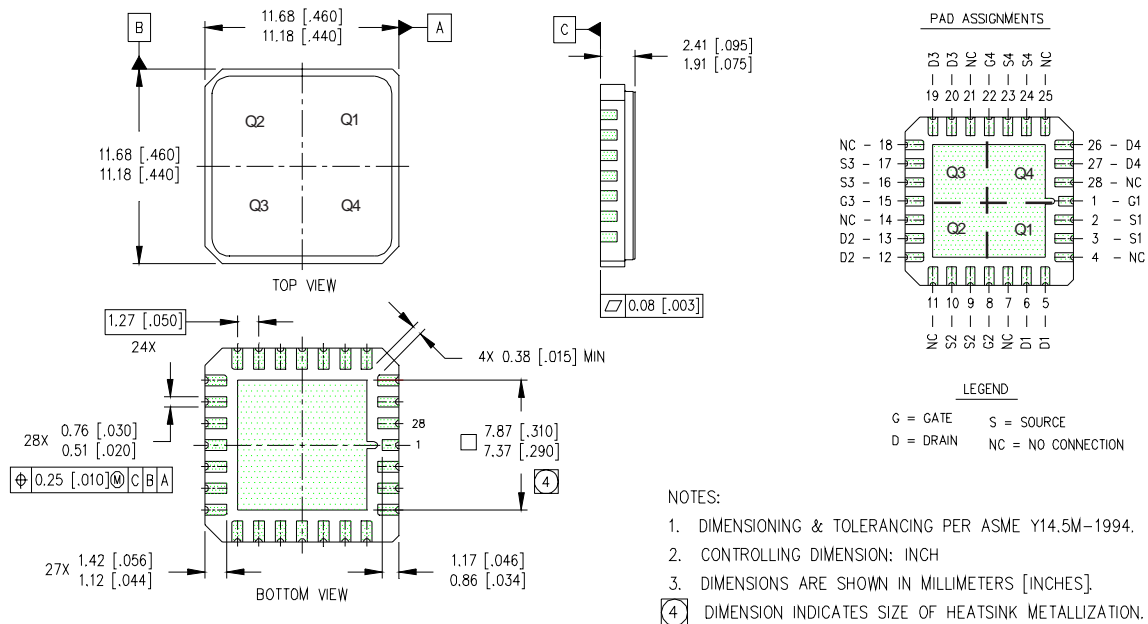 11.68 [.460]
11.18 [.440]
B
A
11.68 [.460]
11.18 [.440]
Q2
Q1
Q3
Q4
TOP VIEW
C
2.41 [.095]
1.91 [.075]
⏥ 0.08 [.003]
PAD ASSIGNMENTS
D3 D3 NC G4 S4 S4 NC
19 20 21 22 23 24 25
NC - 18
S3 - 17
S3 - 16
G3 - 15
NC - 14
D2 - 13
D2 - 12
Q3
Q4
Q2
Q1
26 - D4
27 - D4
28 - NC
1 - G1
2 - S1
3 - S1
4 - NC
11 10 9 8 7 6 5
NC S2 S2 G2 NC D1 D1
LEGEND
G = GATE S = SOURCE
D = DRAIN NC = NO CONNECTION
1.27 [.050]
24X
4X 0.38 [.015] MIN
28X 0.76 [.030]
0.51 [.020]
⌖ 0.25 [.010] Ⓜ C B A
28
1
7.87 [.310]
7.37 [.290]
4
27X 1.42 [.056]
1.12 [.044]
1.17 [.046]
0.86 [.034]
BOTTOM VIEW
NOTES:
1. DIMENSIONING & TOLERANCING PER ASME Y14.5M-1994.
2. CONTROLLING DIMENSION: INCH
3. DIMENSIONS ARE SHOWN IN MILLIMETERS [INCHES].
4 DIMENSION INDICATES SIZE OF HEATSINK METALLIZATION.